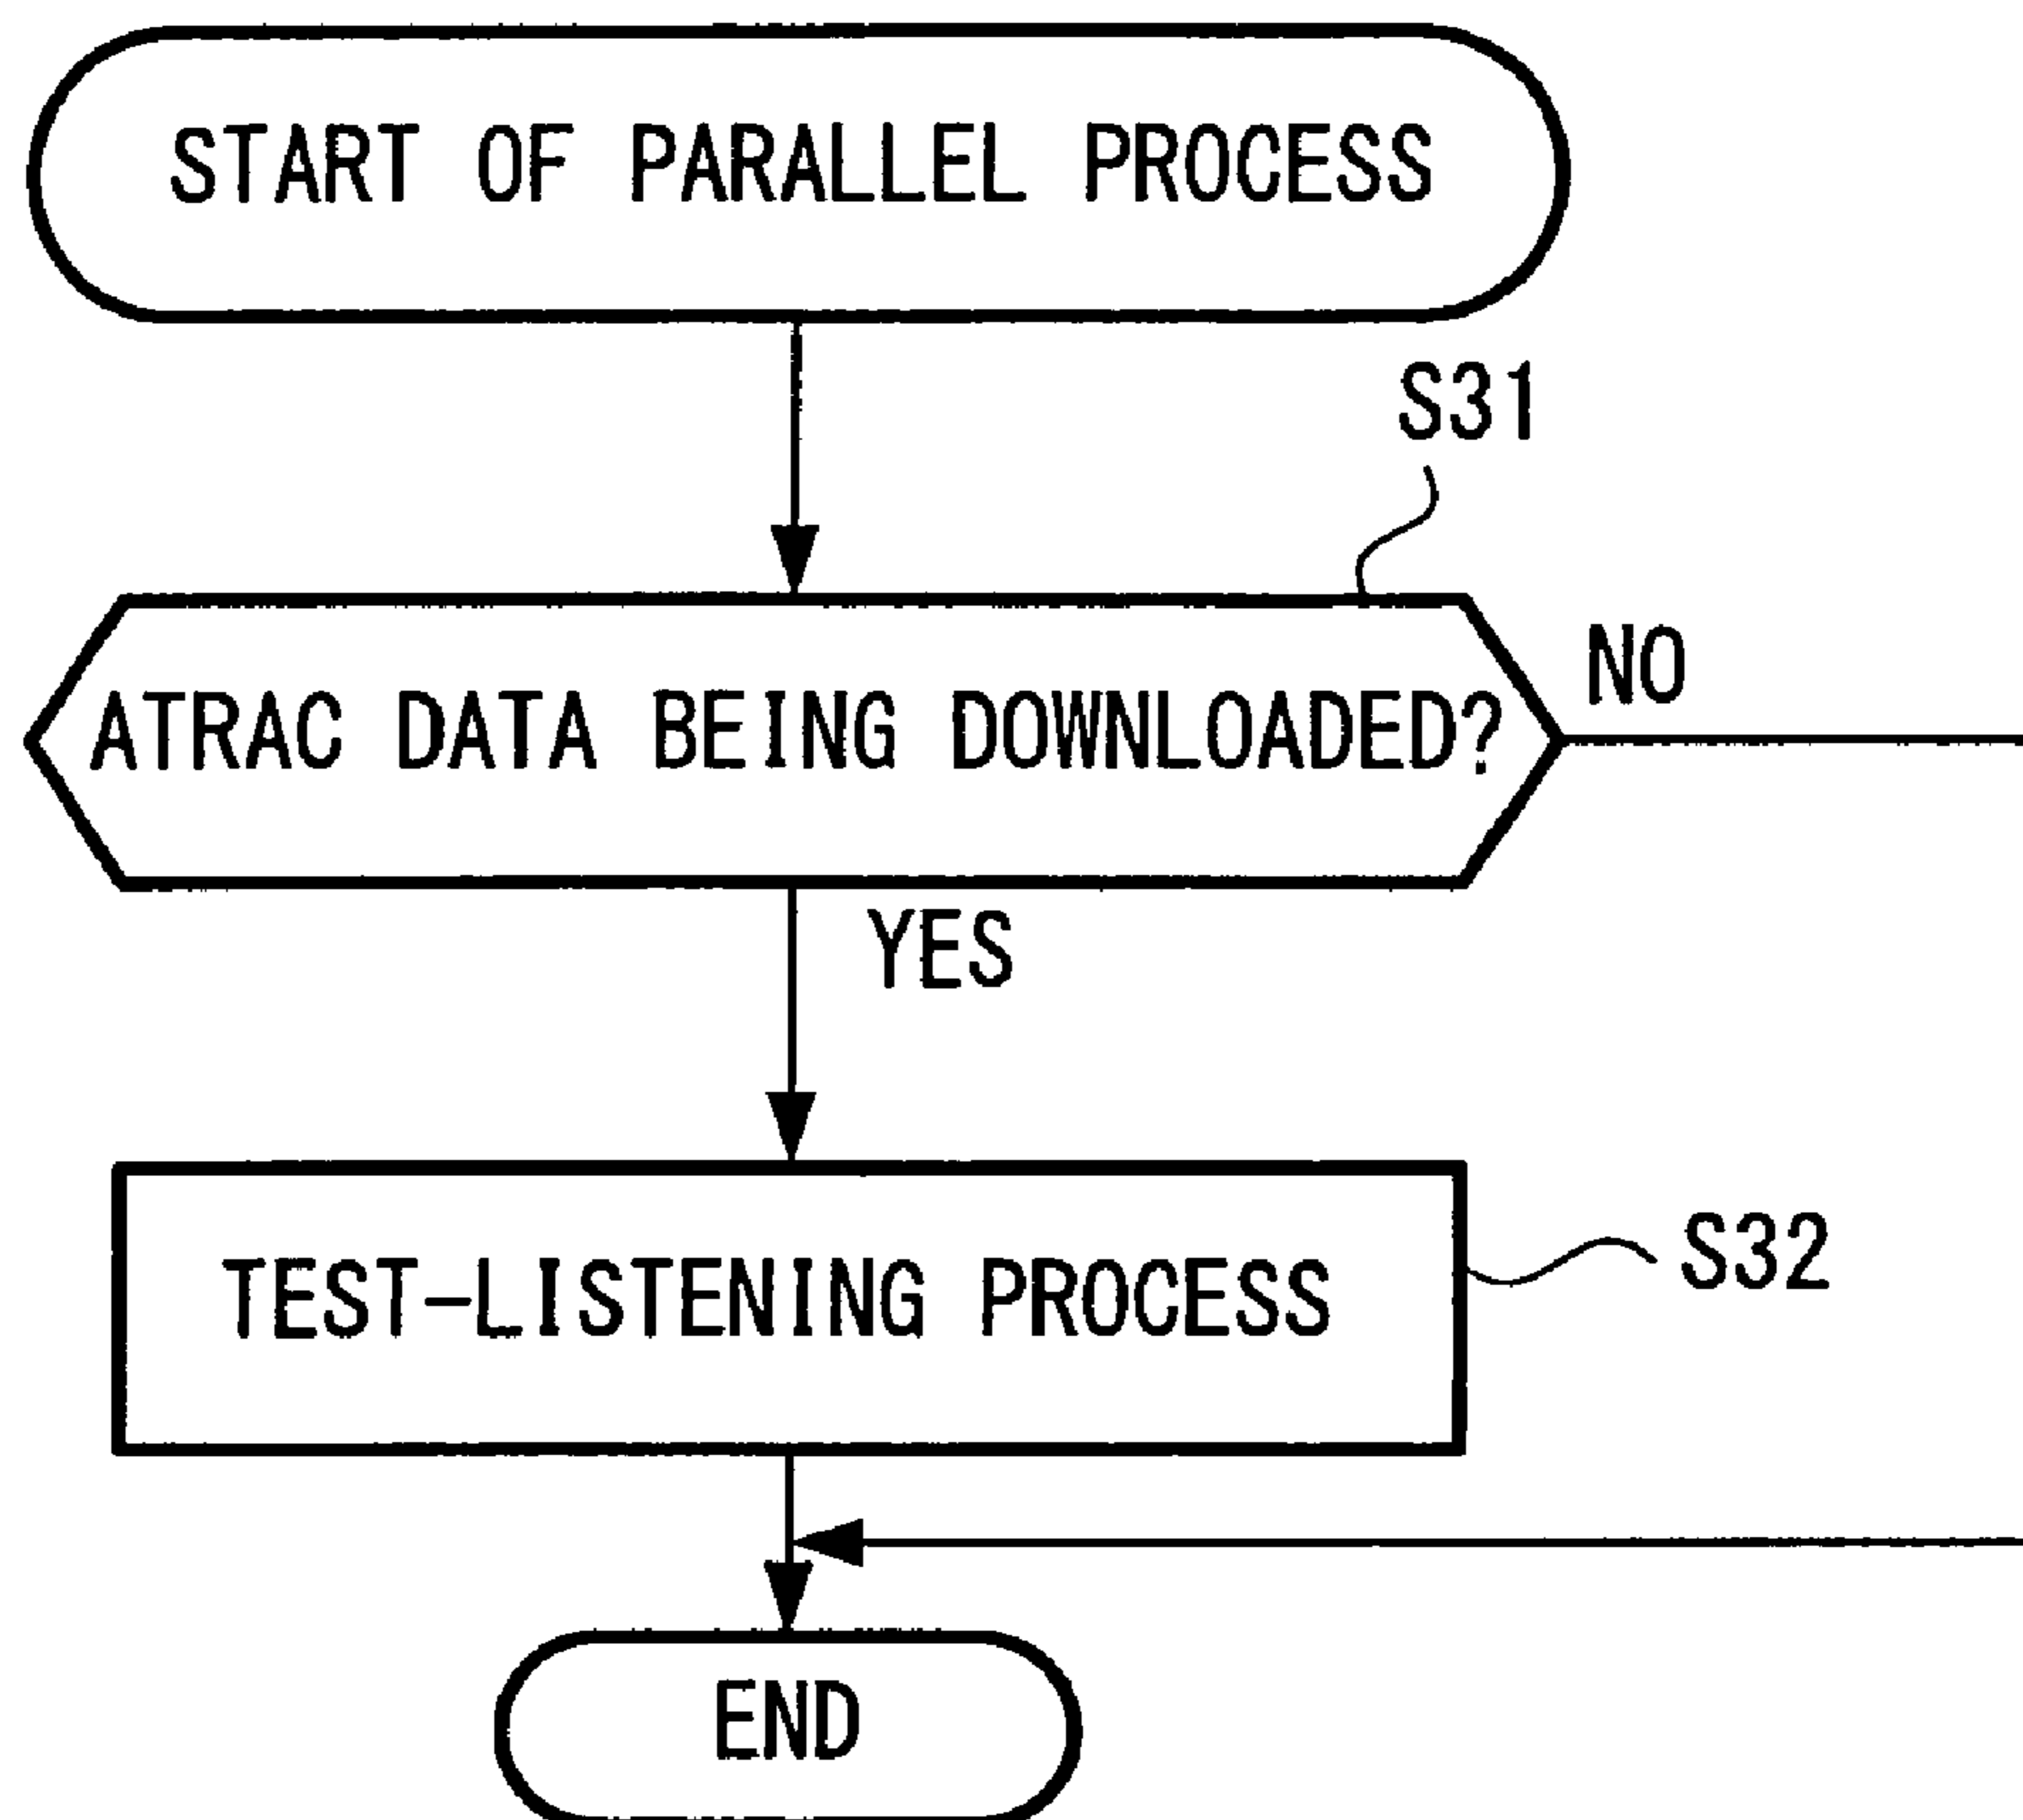 START OF PARALLEL PROCESS
S31
ATRAC DATA BEING DOWNLOADED?
NO
YES
TEST-LISTENING PROCESS
S32
END